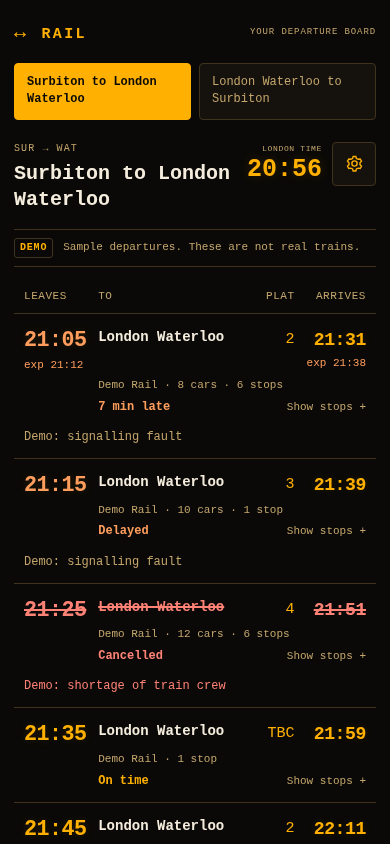 ↔ RAIL
YOUR DEPARTURE BOARD
Surbiton to London
Waterloo
London Waterloo to
Surbiton
SUR → WAT
Surbiton to London
Waterloo
LONDON TIME
20:56
DEMO Sample departures. These are not real trains.
LEAVES TO PLAT ARRIVES
21:05 London Waterloo 2 21:31
exp 21:12 exp 21:38
Demo Rail · 8 cars · 6 stops
7 min late Show stops +
Demo: signalling fault
21:15 London Waterloo 3 21:39
Demo Rail · 10 cars · 1 stop
Delayed Show stops +
Demo: signalling fault
21:25 London Waterloo 4 21:51
Demo Rail · 12 cars · 6 stops
Cancelled Show stops +
Demo: shortage of train crew
21:35 London Waterloo TBC 21:59
Demo Rail · 1 stop
On time Show stops +
21:45 London Waterloo 2 22:11